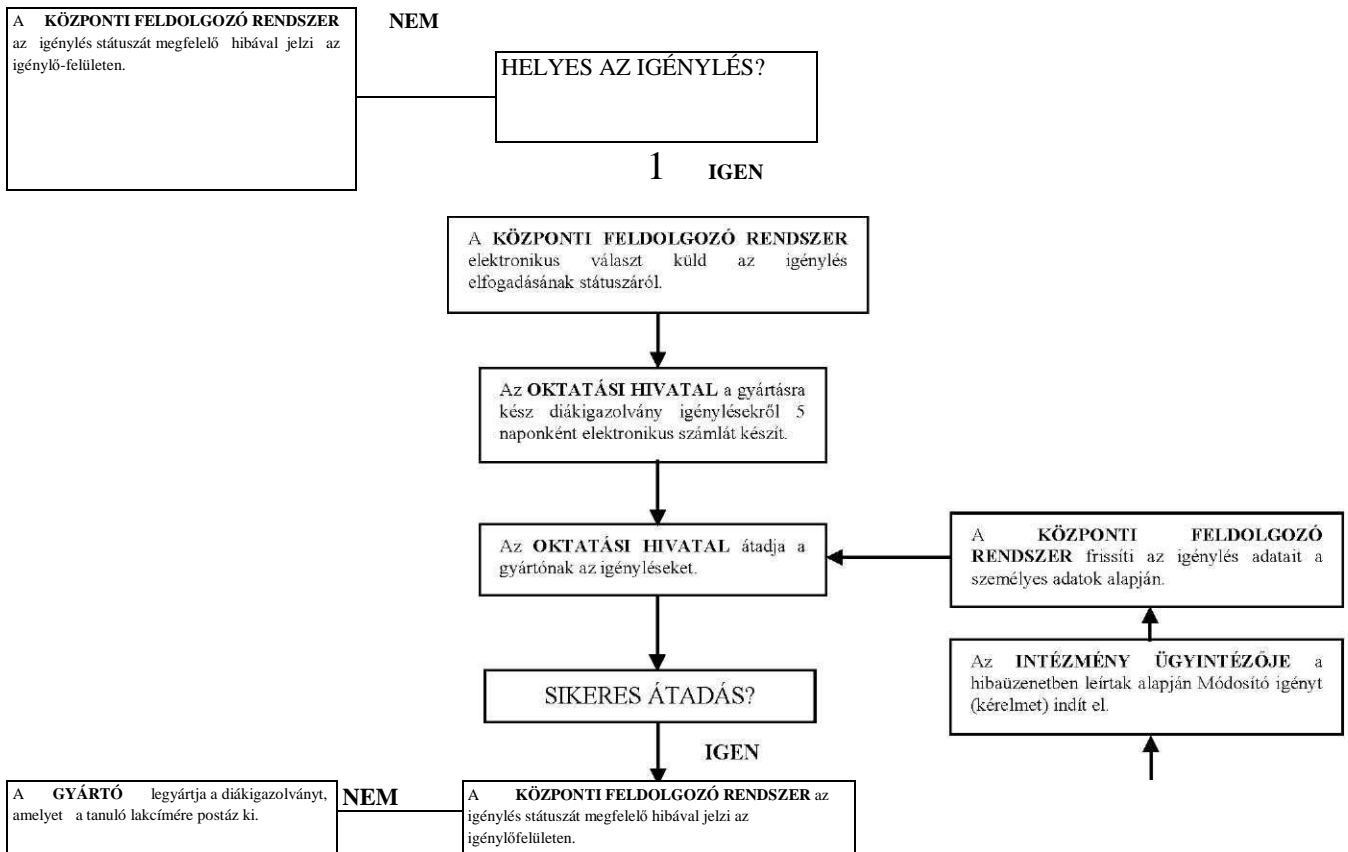 A KÖZPONTI FELDOLGOZÓ RENDSZER
az igénylés státuszát megfelelő hibával jelzi az
igénylő-felületen.
NEM
HELYES AZ IGÉNYLÉS?
1 IGEN
A KÖZPONTI FELDOLGOZÓ RENDSZER
elektronikus választ küld az igénylés
elfogadásának státuszáról.
Az OKTATÁSI HIVATAL a gyártásra
kész diákigazolvány igénylésekről 5
naponként elektronikus számlát készít.
Az OKTATÁSI HIVATAL átadja a
gyártónak az igényléseket.
A KÖZPONTI FELDOLGOZÓ
RENDSZER frissíti az igénylés adatait a
személyes adatok alapján.
Az INTÉZMÉNY ÜGYINTÉZŐJE a
hibaüzenetben leírtak alapján Módosító igényt
(kérelmet) indít el.
SIKERES ÁTADÁS?
IGEN
A GYÁRTÓ legyártja a diákigazolványt,
amelyet a tanuló lakcímére postáz ki.
NEM
A KÖZPONTI FELDOLGOZÓ RENDSZER az
igénylés státuszát megfelelő hibával jelzi az
igénylőfelületen.